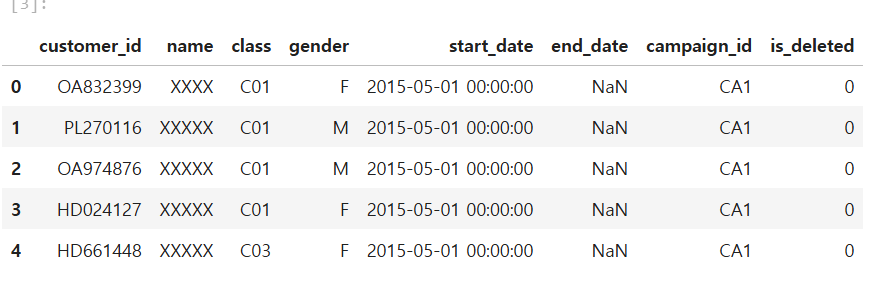 [3]:
customer_id name class gender start_date end_date campaign_id is_deleted
0 OA832399 XXXX C01 F 2015-05-01 00:00:00 NaN CA1 0
1 PL270116 XXXXX C01 M 2015-05-01 00:00:00 NaN CA1 0
2 OA974876 XXXXX C01 M 2015-05-01 00:00:00 NaN CA1 0
3 HD024127 XXXXX C01 F 2015-05-01 00:00:00 NaN CA1 0
4 HD661448 XXXXX C03 F 2015-05-01 00:00:00 NaN CA1 0